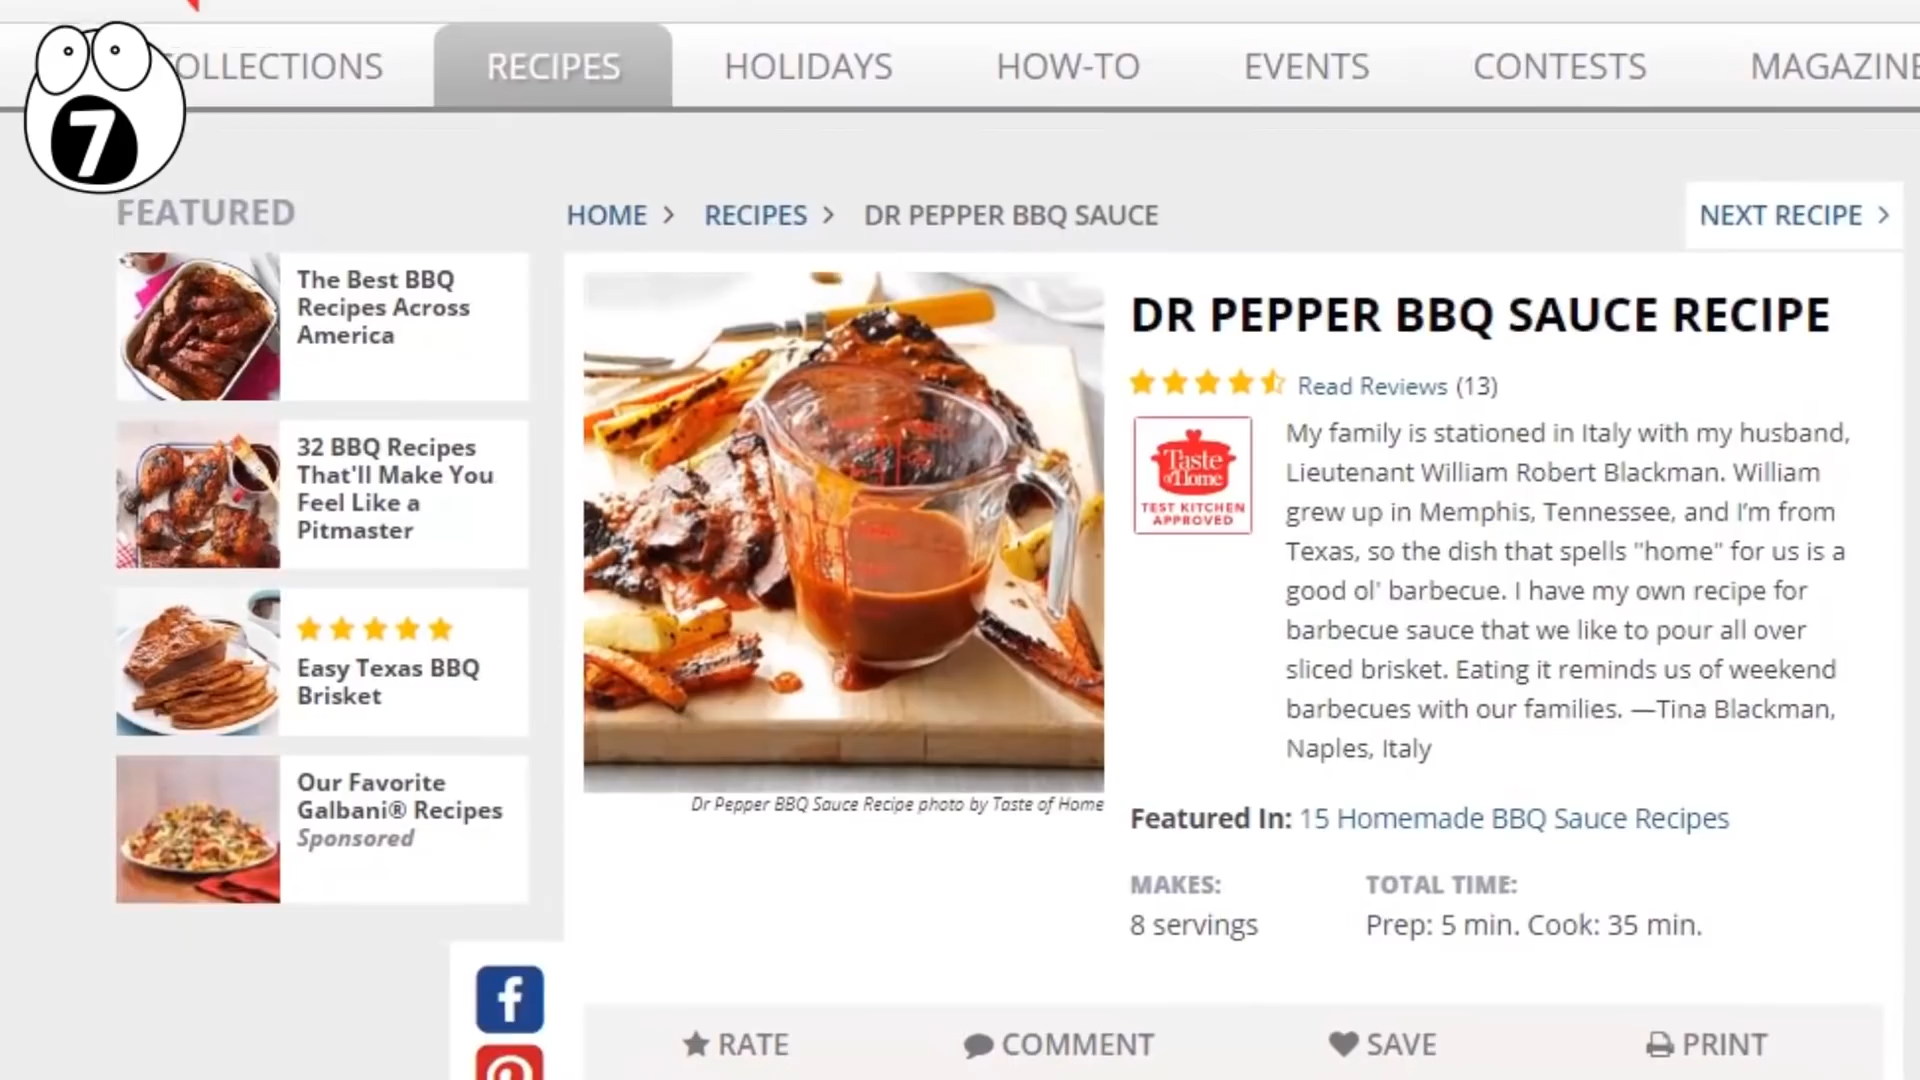 7
OLLECTIONS
RECIPES
HOLIDAYS
HOW-TO
EVENTS
CONTESTS
MAGAZINE
FEATURED
The Best BBQ
Recipes Across
America
32 BBQ Recipes
That'll Make You
Feel Like a
Pitmaster
Easy Texas BBQ
Brisket
Our Favorite
Galbani® Recipes
Sponsored
HOME > RECIPES > DR PEPPER BBQ SAUCE
NEXT RECIPE >
Dr Pepper BBQ Sauce Recipe photo by Taste of Home
DR PEPPER BBQ SAUCE RECIPE
Read Reviews (13)
Taste
of Home
TEST KITCHEN
APPROVED
My family is stationed in Italy with my husband,
Lieutenant William Robert Blackman. William
grew up in Memphis, Tennessee, and I’m from
Texas, so the dish that spells "home" for us is a
good ol' barbecue. I have my own recipe for
barbecue sauce that we like to pour all over
sliced brisket. Eating it reminds us of weekend
barbecues with our families. —Tina Blackman,
Naples, Italy
Featured In: 15 Homemade BBQ Sauce Recipes
MAKES:
8 servings
TOTAL TIME:
Prep: 5 min. Cook: 35 min.
RATE
COMMENT
SAVE
PRINT